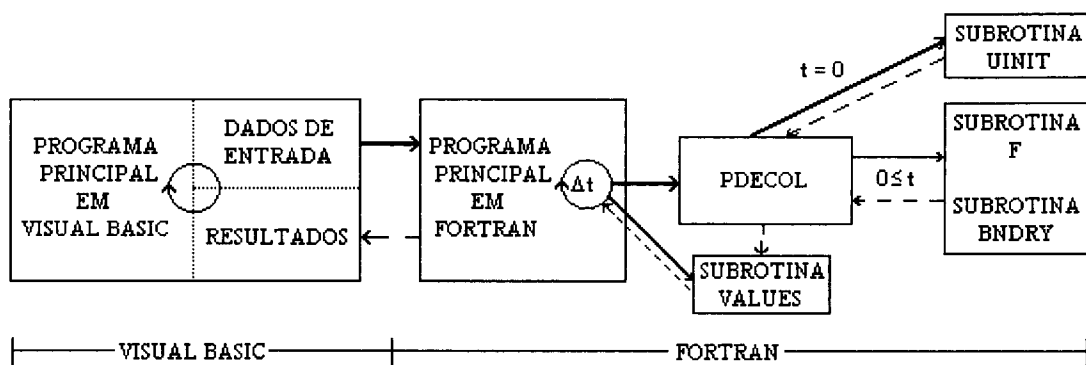 PROGRAMA
PRINCIPAL
EM
VISUAL BASIC
DADOS DE
ENTRADA
RESULTADOS
PROGRAMA
PRINCIPAL
EM
FORTRAN
Δt
PDECOL
t = 0
SUBROTINA
UINIT
0≤ t
SUBROTINA
F
SUBROTINA
BNDRY
SUBROTINA
VALUES
VISUAL BASIC
FORTRAN